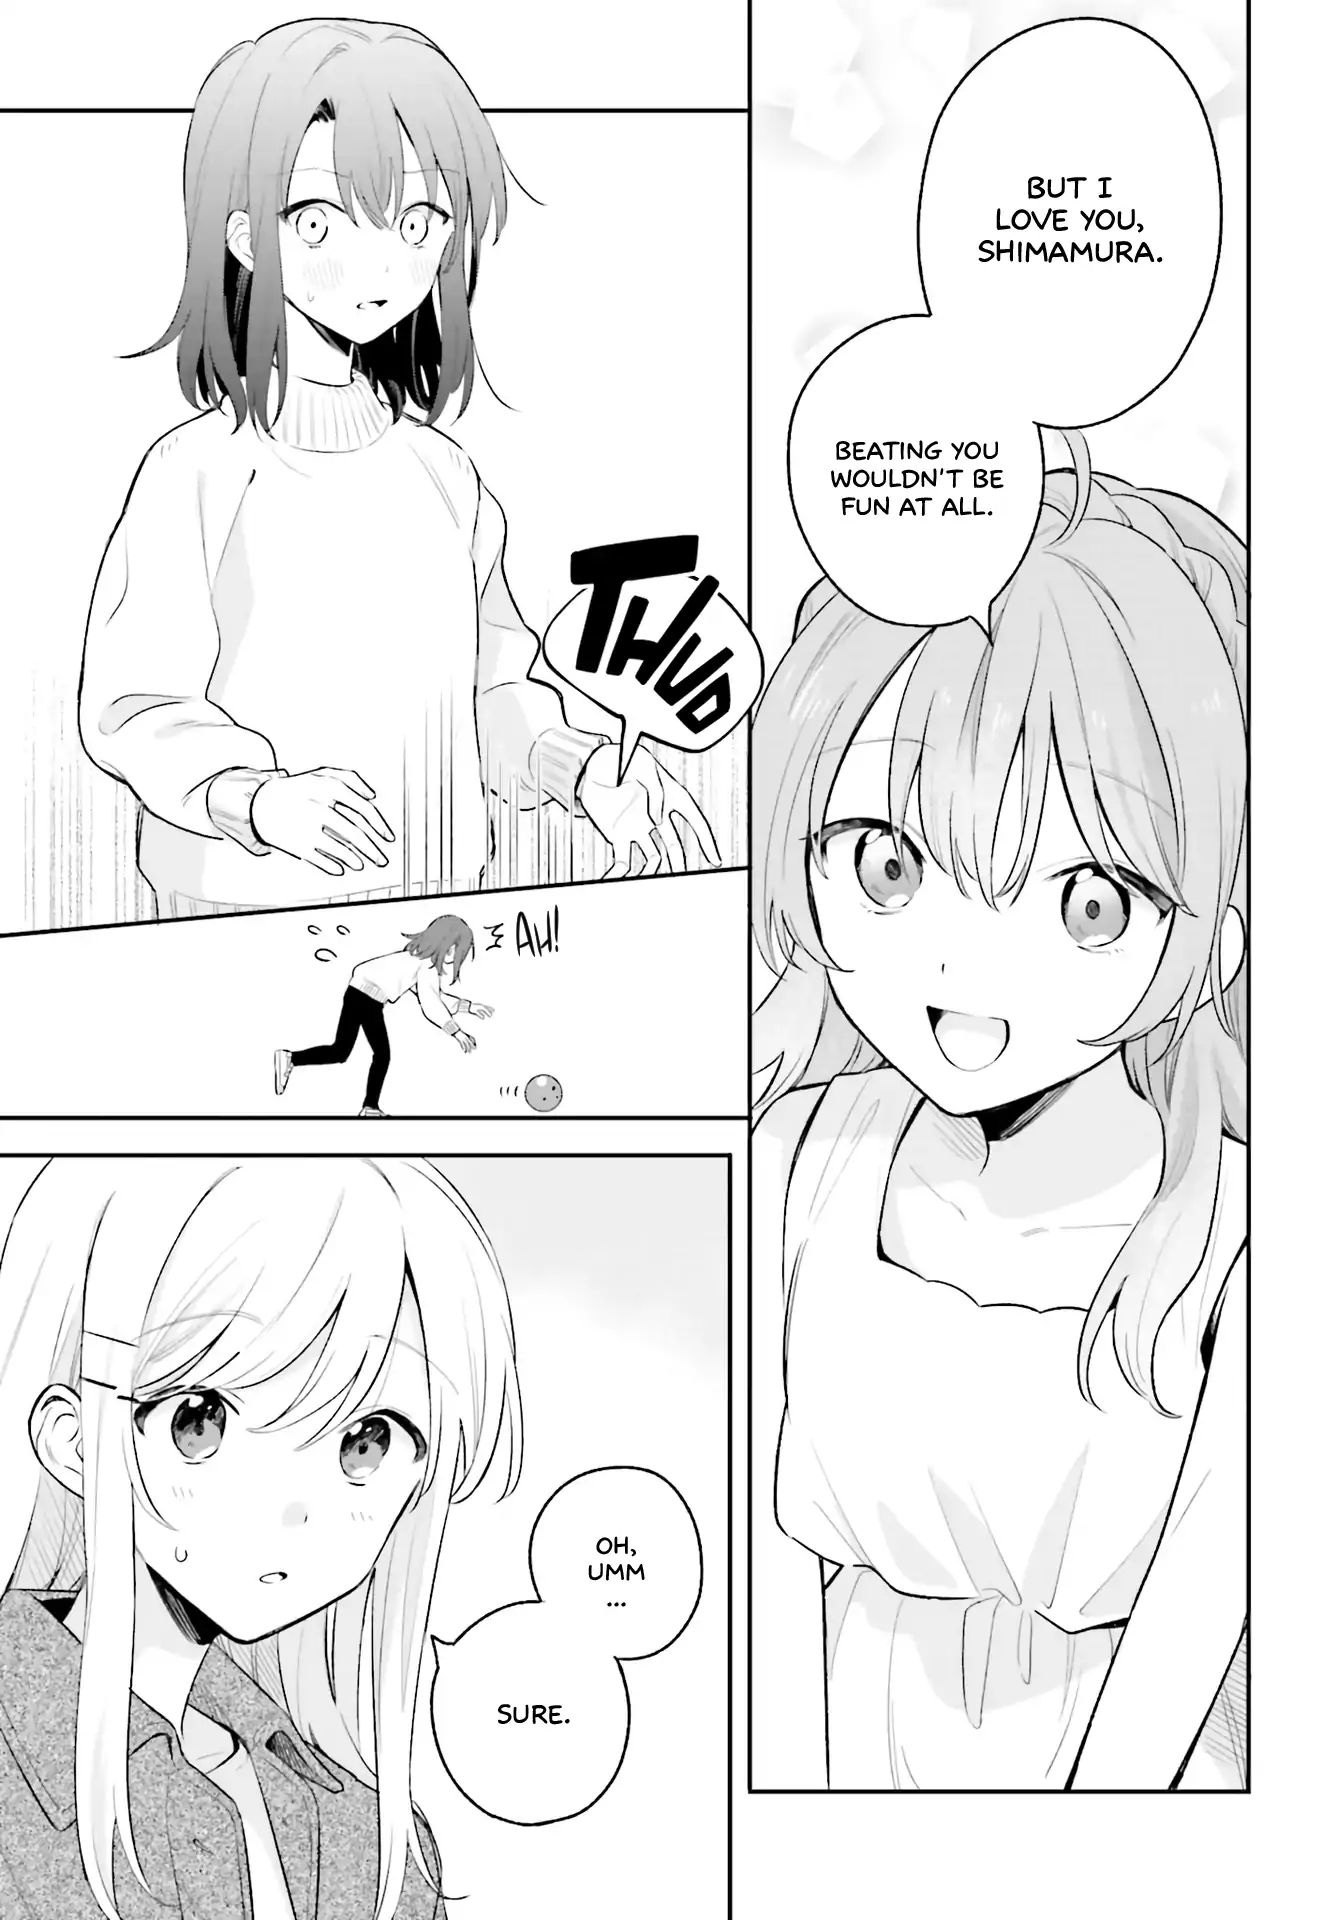 BUT I
LOVE YOU,
SHIMAMURA.
BEATING YOU
WOULDN'T BE
FUN AT ALL.
THUD
AH!
OH,
UMM
...
SURE.